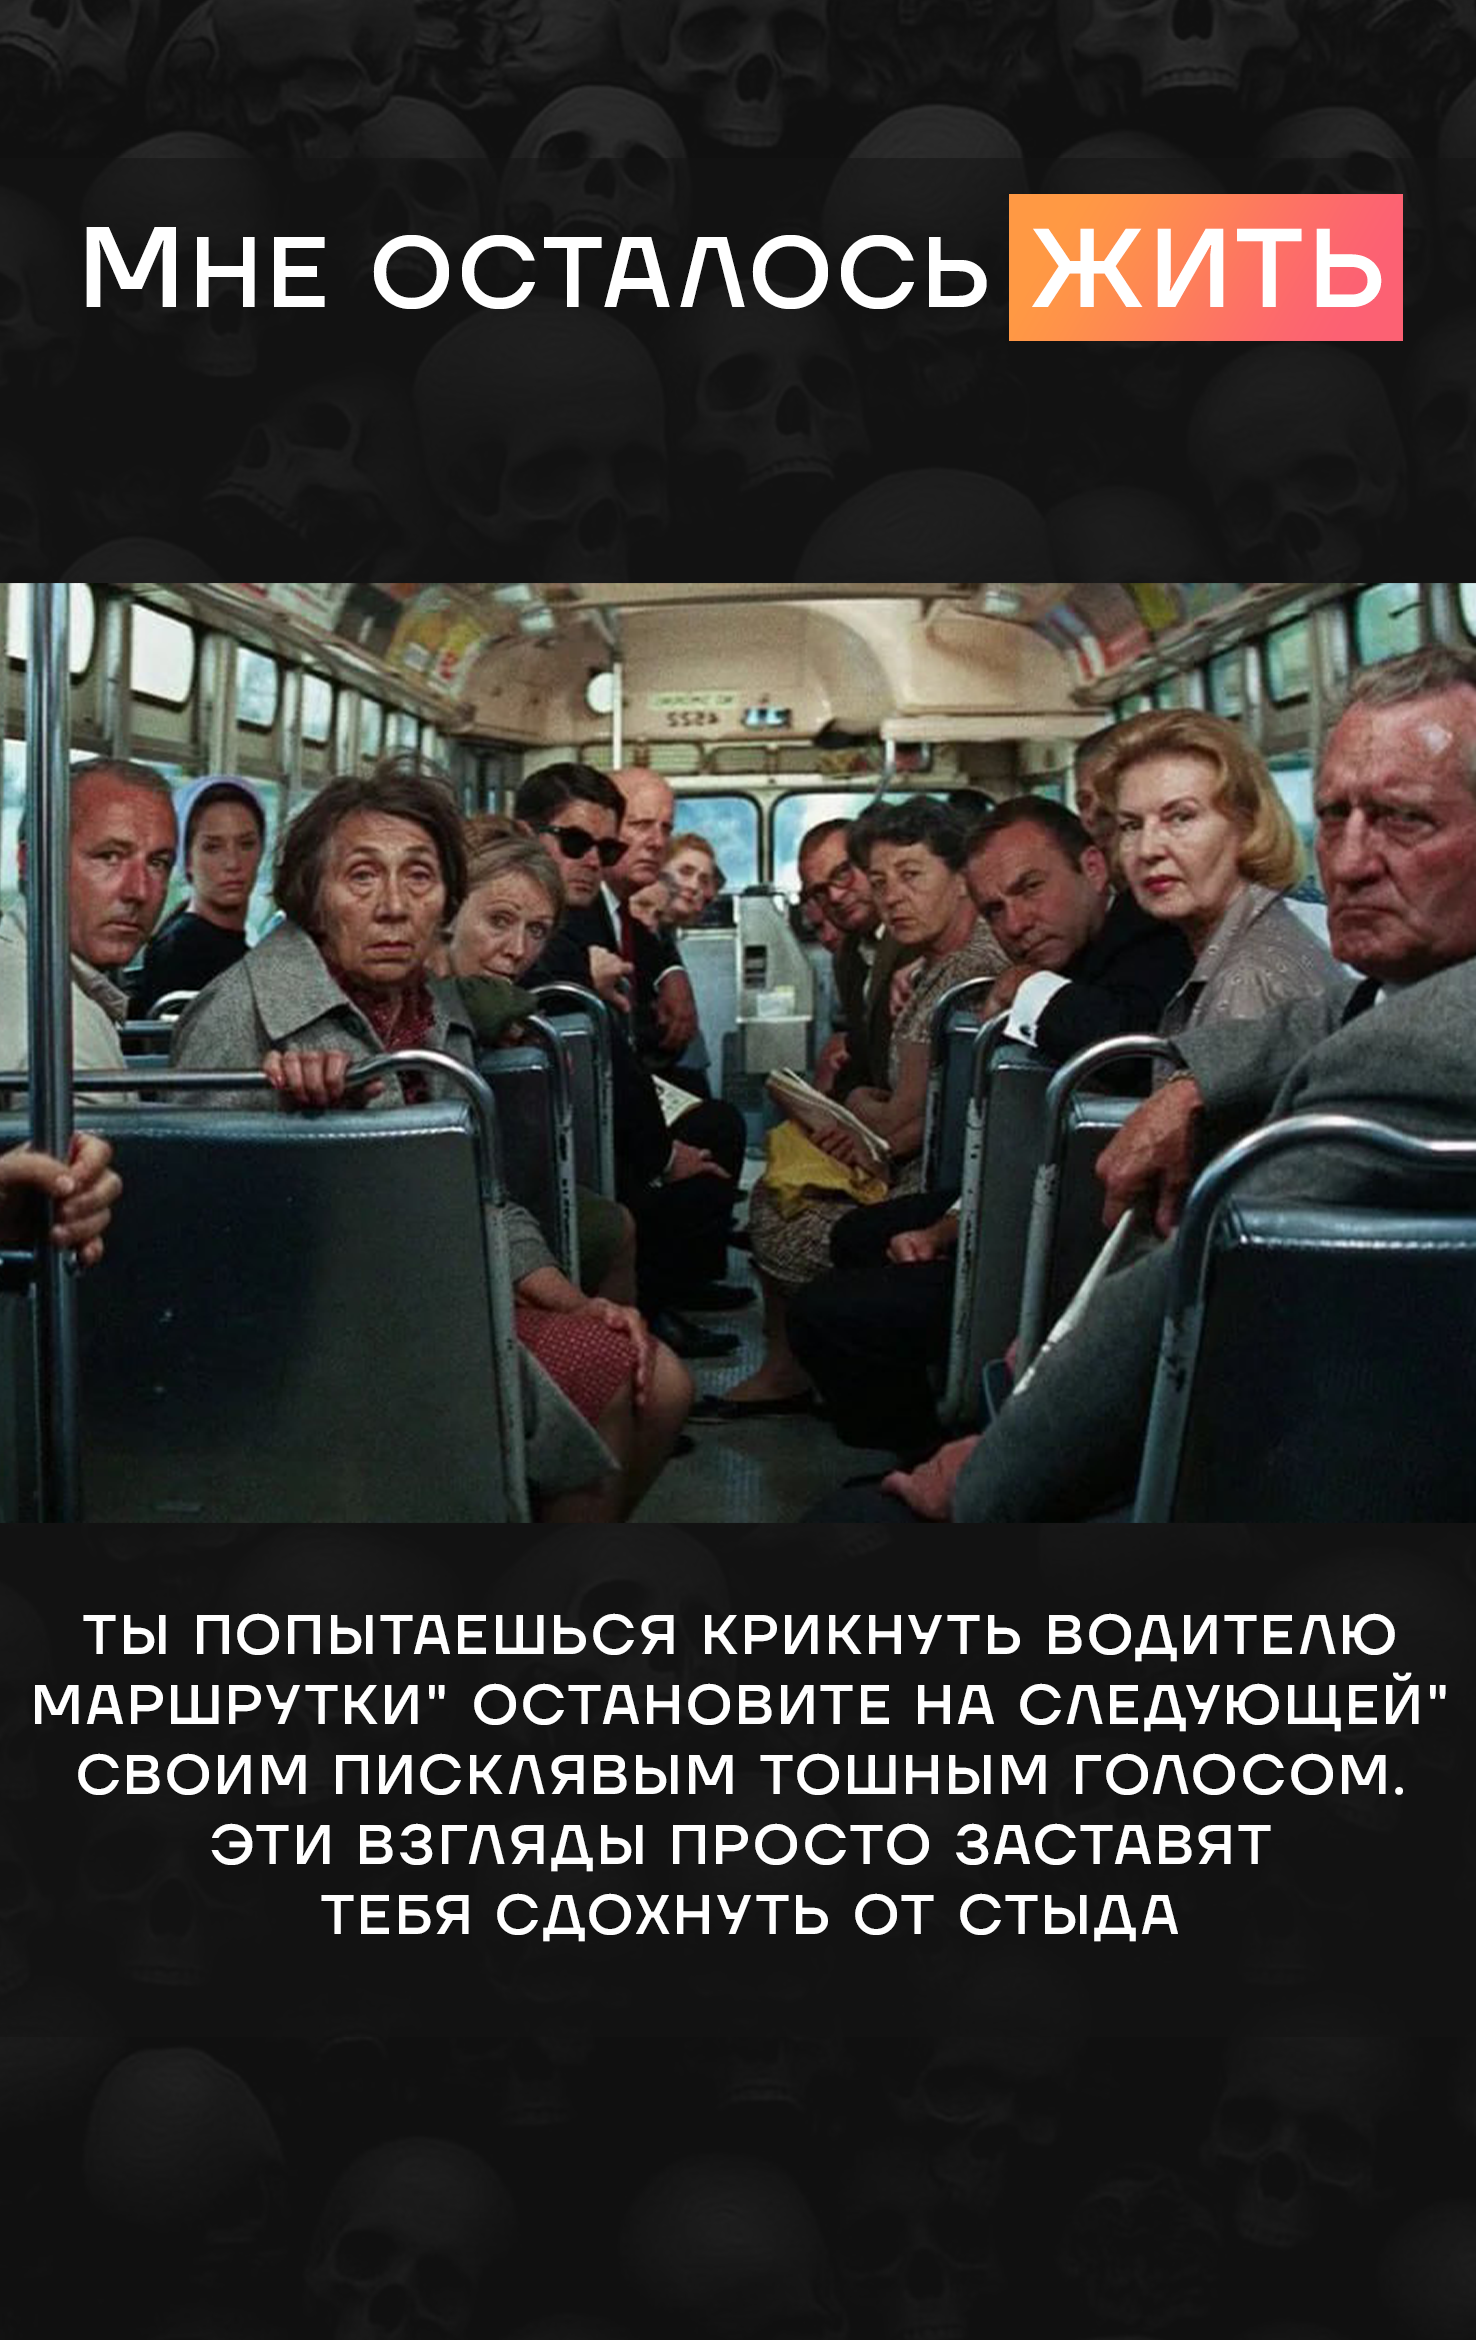 Мне осталось жить
4522
ты попытаешься крикнуть водителю
маршрутки" остановите на следующей"
своим писклявым тошным голосом.
Эти взгляды просто заставят
тебя сдохнуть от стыда